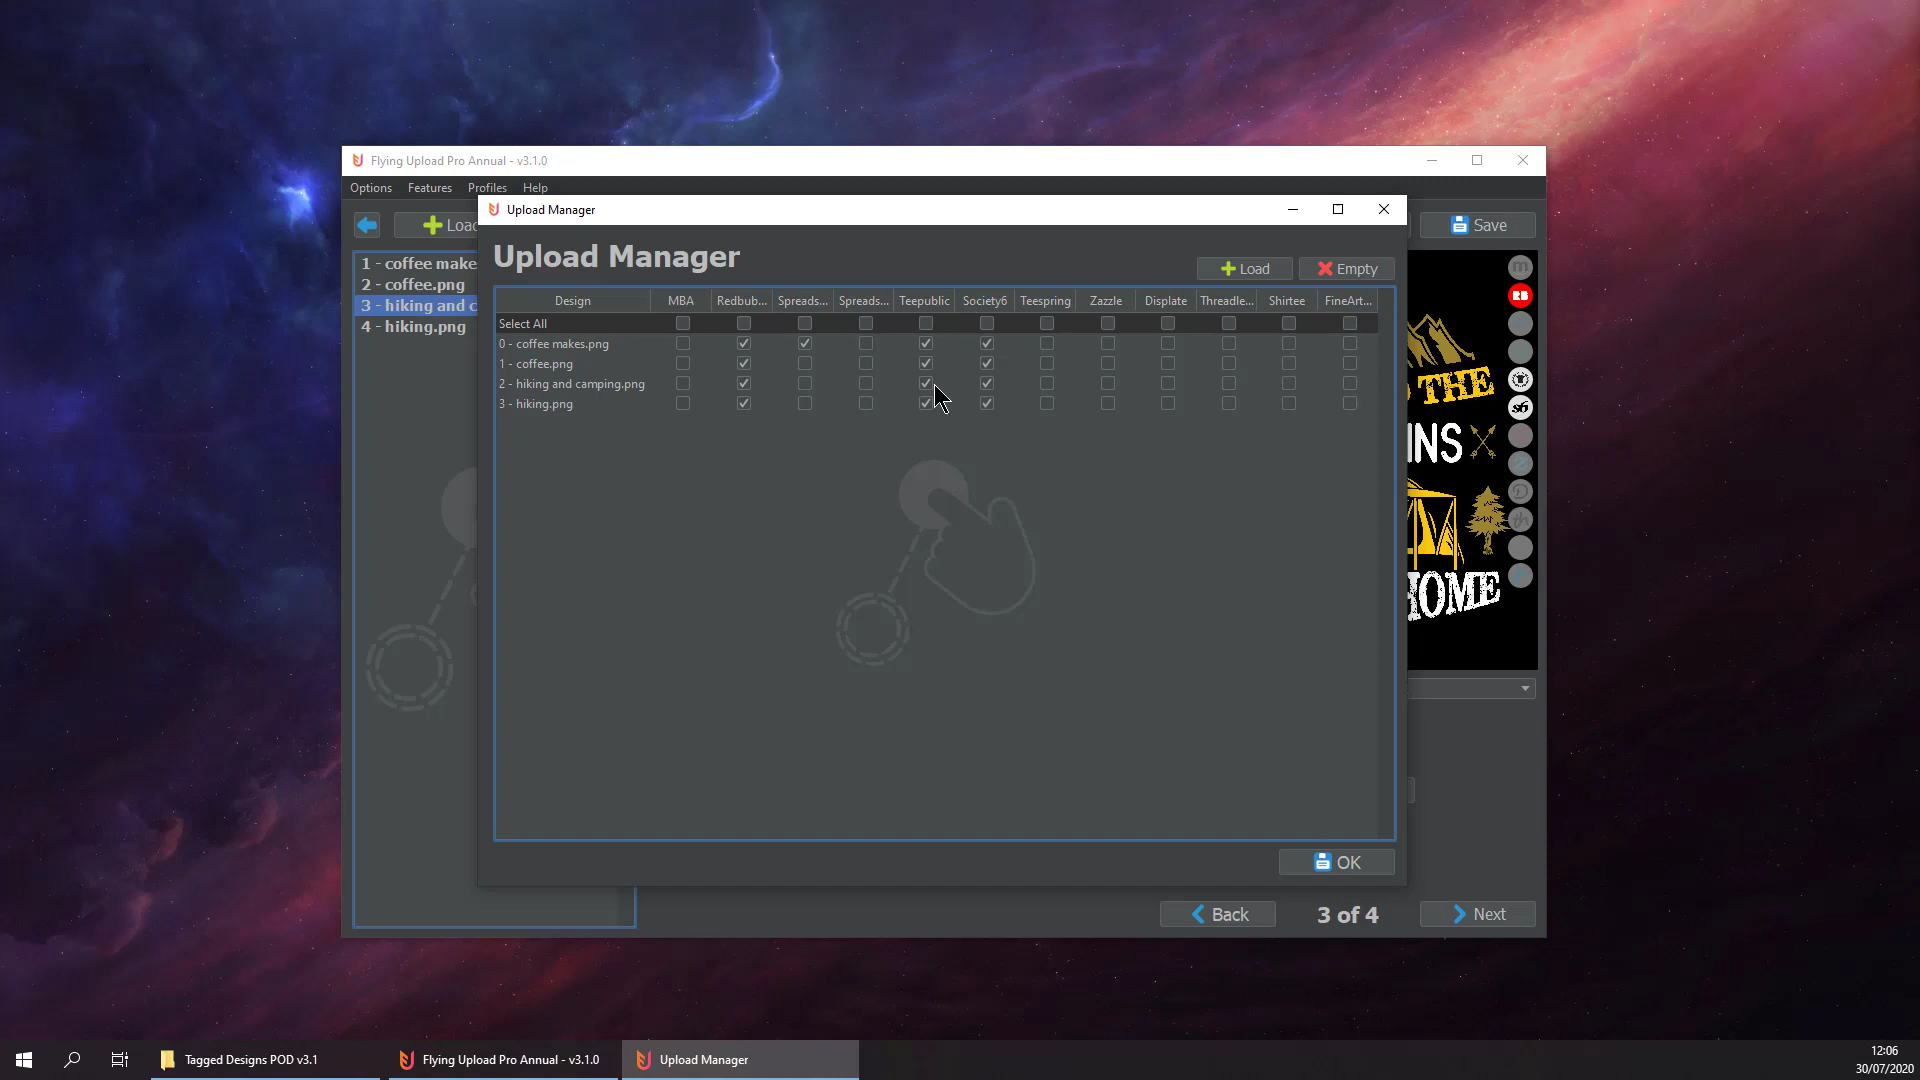 Flying Upload Pro Annual - v3.1.0
Options Features Profiles Help
Upload Manager
Load
Save
1 - coffee make
2 - coffee.png
3 - hiking and c
4 - hiking.png
Upload Manager
Load Empty
Design MBA Redbub... Spreads... Spreads... Teepublic Society6 Teespring Zazzle Displate Threadle... Shirtee FineArt...
Select All
0 - coffee makes.png
1 - coffee.png
2 - hiking and camping.png
3 - hiking.png
m
RB
s6
D
th
THE
INS
HOME
OK
Back 3 of 4 Next
Tagged Designs POD v3.1 Flying Upload Pro Annual - v3.1.0 Upload Manager
12:06
30/07/2020